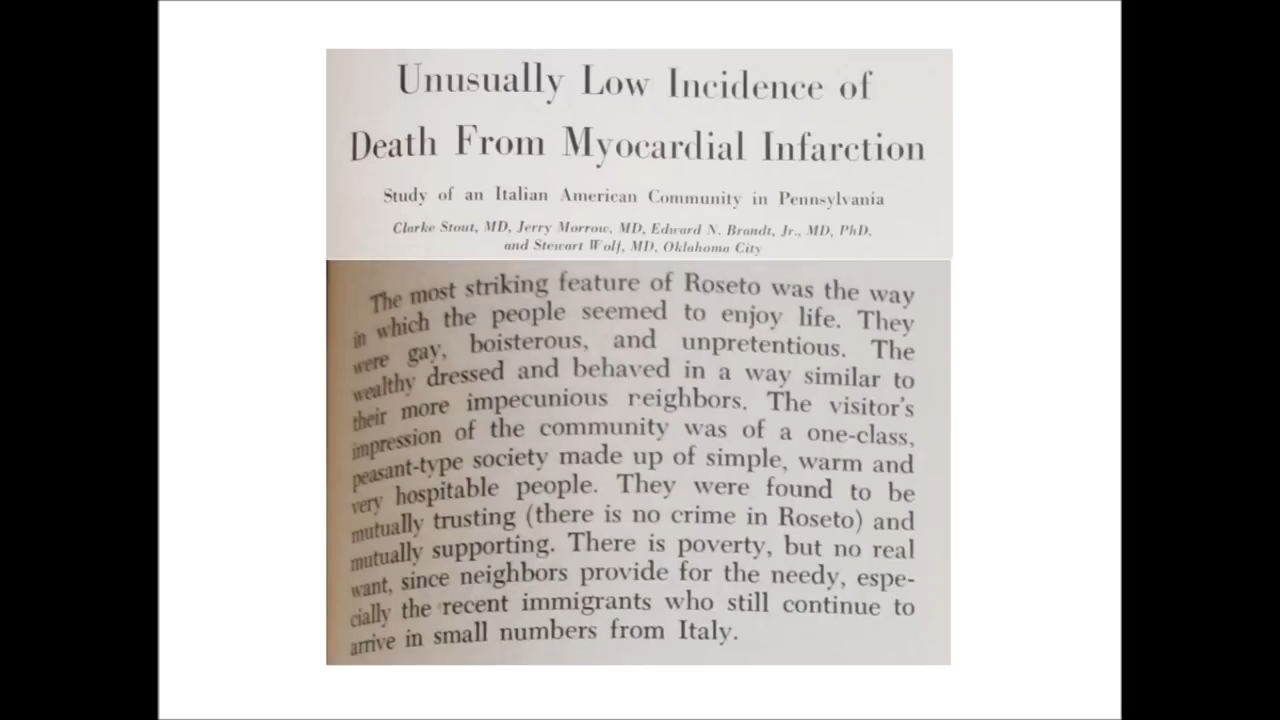 Unusually Low Incidence of
Death From Myocardial Infarction
Study of an Italian American Community in Pennsylvania
Clarke Stout, MD, Jerry Morrow, MD, Edward N. Brandt, Jr., MD, PhD,
and Stewart Wolf, MD, Oklahoma City
The most striking feature of Roseto was the way
in which the people seemed to enjoy life. They
were gay, boisterous, and unpretentious. The
wealthy dressed and behaved in a way similar to
their more impecunious neighbors. The visitor's
impression of the community was of a one-class,
peasant-type society made up of simple, warm and
very hospitable people. They were found to be
mutually trusting (there is no crime in Roseto) and
mutually supporting. There is poverty, but no real
want, since neighbors provide for the needy, espe-
cially the recent immigrants who still continue to
arrive in small numbers from Italy.